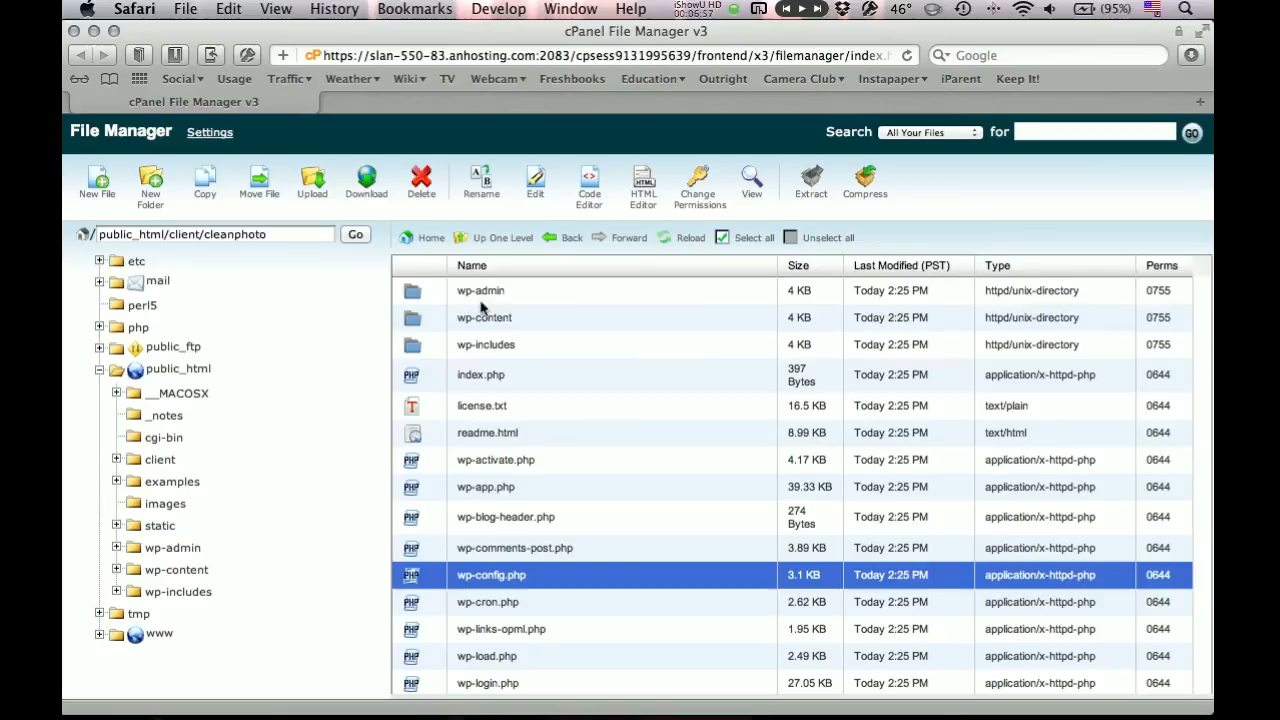 Safari File Edit View History Bookmarks Develop Window Help iShowU HD 00:06:57 46° (95%)
cPanel File Manager v3
cP https://slan-550-83.anhosting.com:2083/cpsess9131995639/frontend/x3/filemanager/index. Google
Social Usage Traffic Weather Wiki TV Webcam Freshbooks Education Outright Camera Club Instapaper iParent Keep It!
cPanel File Manager v3
File Manager Settings Search All Your Files for GO
New File New Folder Copy Move File Upload Download Delete Rename Edit Code Editor HTML Editor Change Permissions View Extract Compress
/ public_html/client/cleanphoto Go
etc
mail
perl5
php
public_ftp
public_html
__MACOSX
_notes
cgi-bin
client
examples
images
static
wp-admin
wp-content
wp-includes
tmp
www
Home Up One Level Back Forward Reload Select all Unselect all
Name Size Last Modified (PST) Type Perms
wp-admin 4 KB Today 2:25 PM httpd/unix-directory 0755
wp-content 4 KB Today 2:25 PM httpd/unix-directory 0755
wp-includes 4 KB Today 2:25 PM httpd/unix-directory 0755
PHP index.php 397 Bytes Today 2:25 PM application/x-httpd-php 0644
T license.txt 16.5 KB Today 2:25 PM text/plain 0644
readme.html 8.99 KB Today 2:25 PM text/html 0644
PHP wp-activate.php 4.17 KB Today 2:25 PM application/x-httpd-php 0644
PHP wp-app.php 39.33 KB Today 2:25 PM application/x-httpd-php 0644
PHP wp-blog-header.php 274 Bytes Today 2:25 PM application/x-httpd-php 0644
PHP wp-comments-post.php 3.89 KB Today 2:25 PM application/x-httpd-php 0644
PHP wp-config.php 3.1 KB Today 2:25 PM application/x-httpd-php 0644
PHP wp-cron.php 2.62 KB Today 2:25 PM application/x-httpd-php 0644
PHP wp-links-opml.php 1.95 KB Today 2:25 PM application/x-httpd-php 0644
PHP wp-load.php 2.49 KB Today 2:25 PM application/x-httpd-php 0644
PHP wp-login.php 27.05 KB Today 2:25 PM application/x-httpd-php 0644